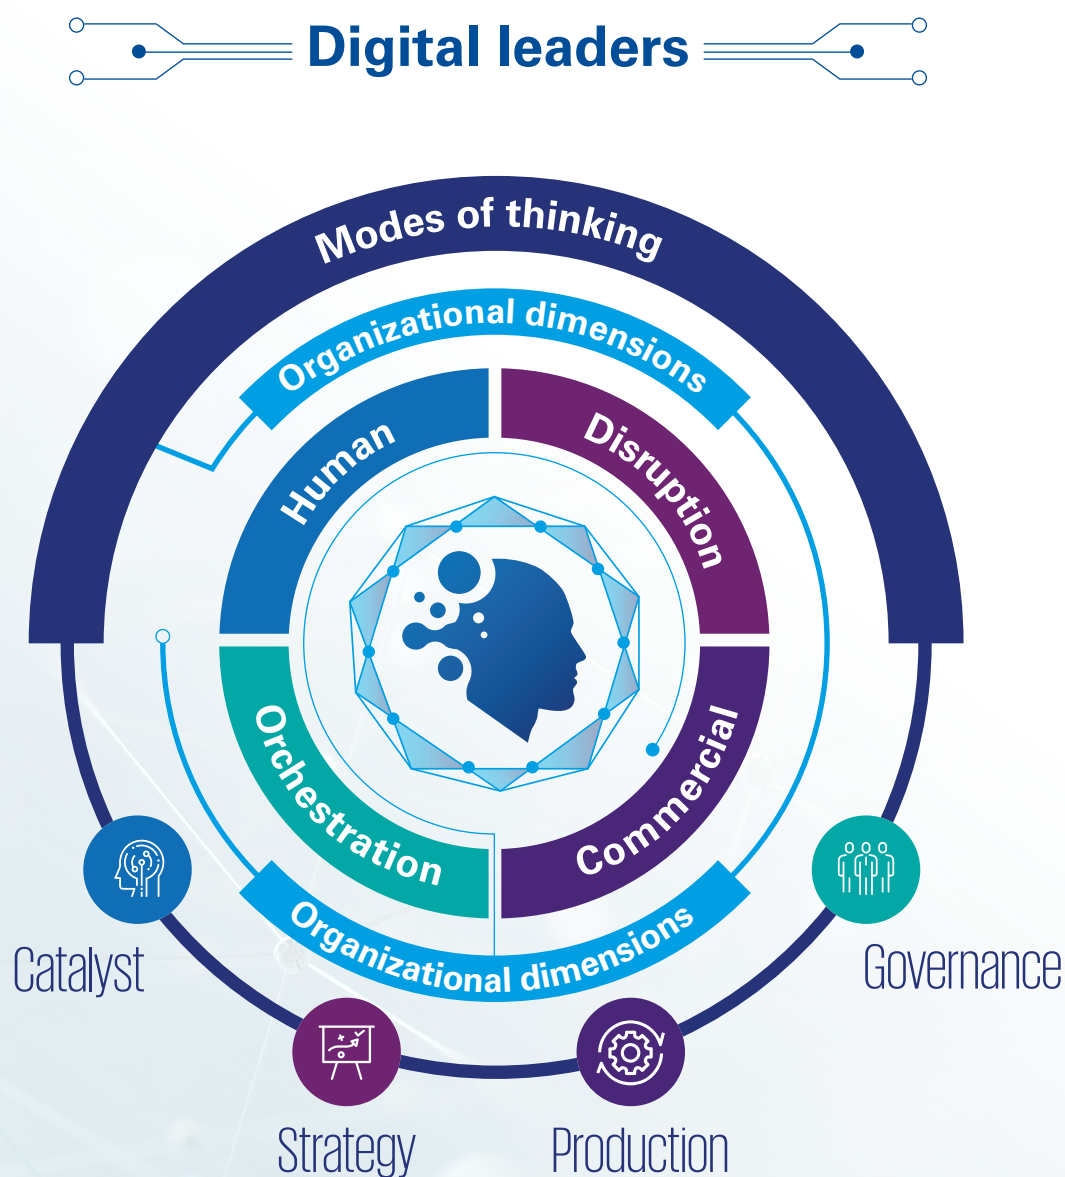 Digital leaders
Modes of thinking
Organizational dimensions
Human
Disruption
Orchestration
Commercial
Organizational dimensions
Catalyst
Governance
Strategy
Production